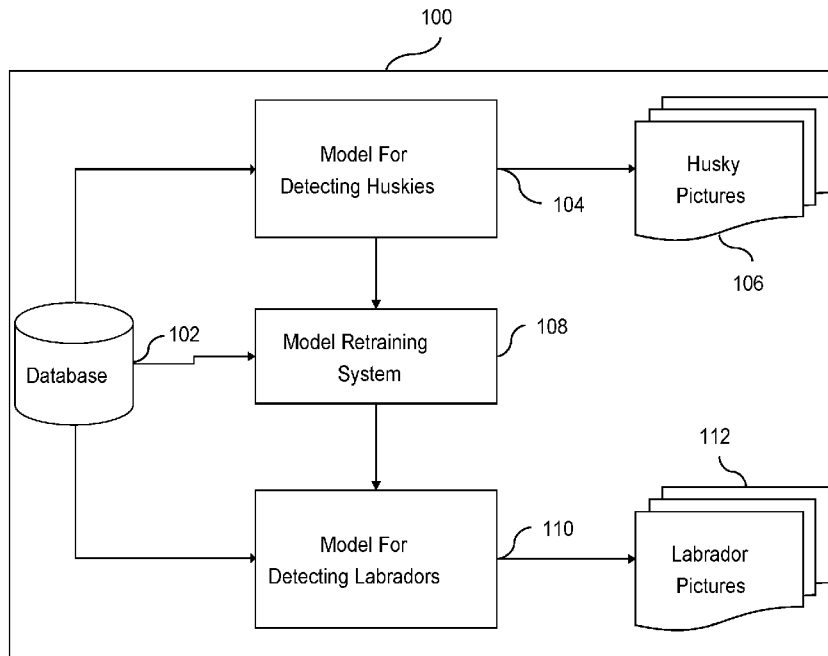 100
Model For
Detecting Huskies
104
Husky
Pictures
106
102
Database
Model Retraining
System
108
112
Model For
Detecting Labradors
110
Labrador
Pictures